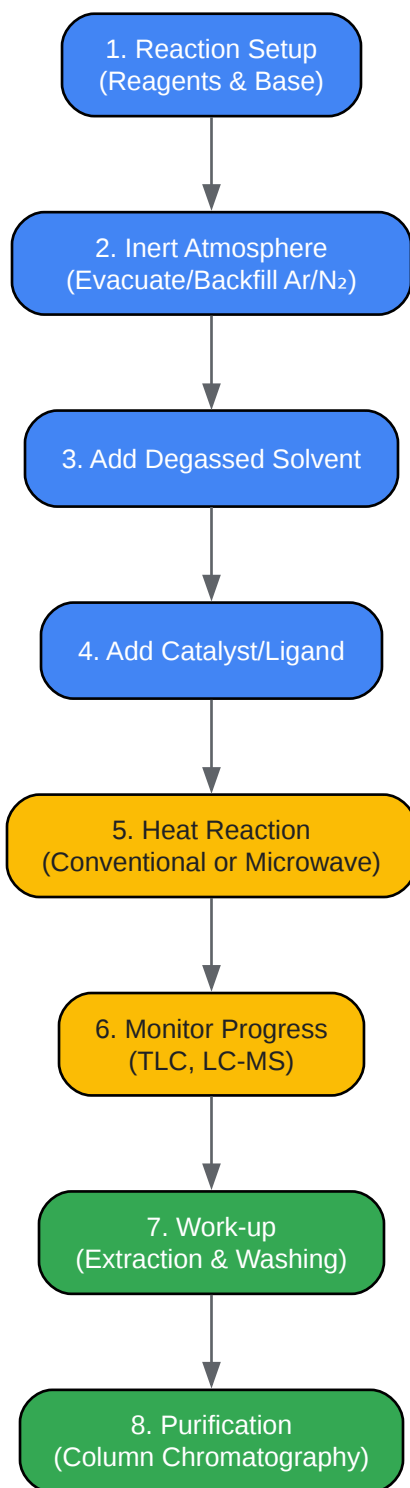 1. Reaction Setup
(Reagents & Base)
2. Inert Atmosphere
(Evacuate/Backfill Ar/N₂)
3. Add Degassed Solvent
4. Add Catalyst/Ligand
5. Heat Reaction
(Conventional or Microwave)
6. Monitor Progress
(TLC, LC-MS)
7. Work-up
(Extraction & Washing)
8. Purification
(Column Chromatography)